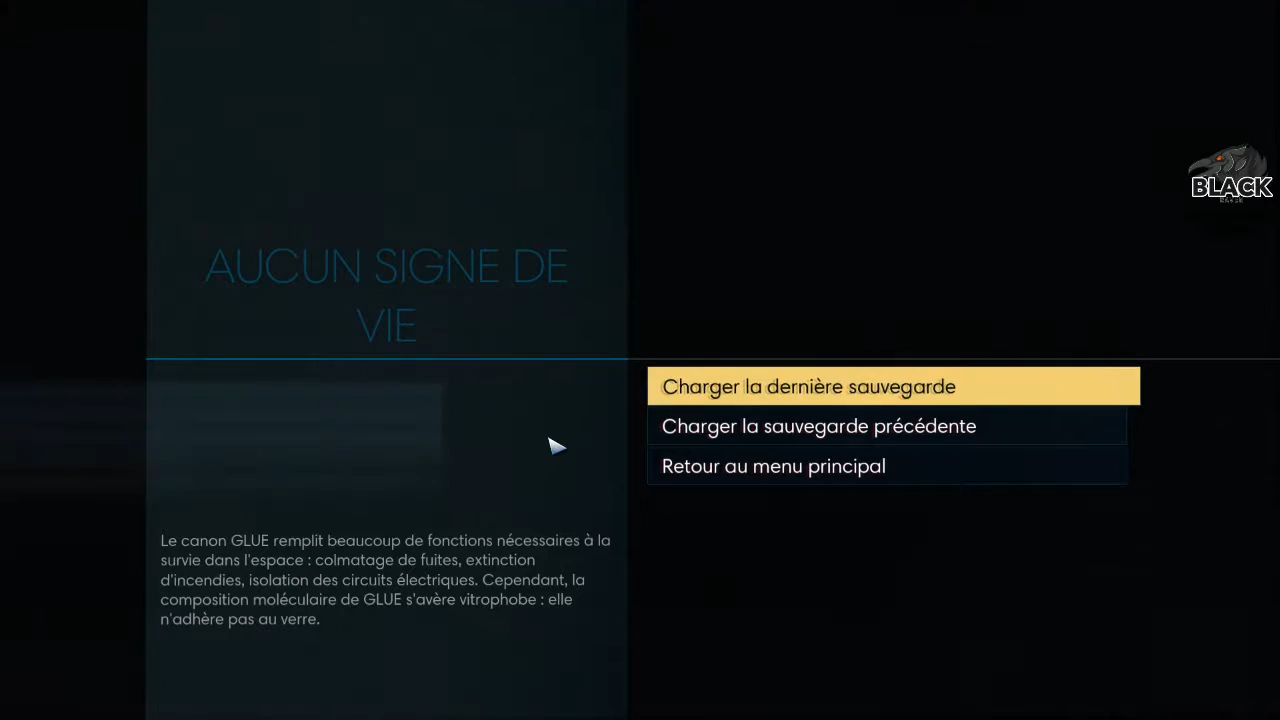 BLACK
AUCUN SIGNE DE
VIE
Charger la dernière sauvegarde
Charger la sauvegarde précédente
Retour au menu principal
Le canon GLUE remplit beaucoup de fonctions nécessaires à la
survie dans l'espace : colmatage de fuites, extinction
d'incendies, isolation des circuits électriques. Cependant, la
composition moléculaire de GLUE s'avère vitrophobe : elle
n'adhère pas au verre.